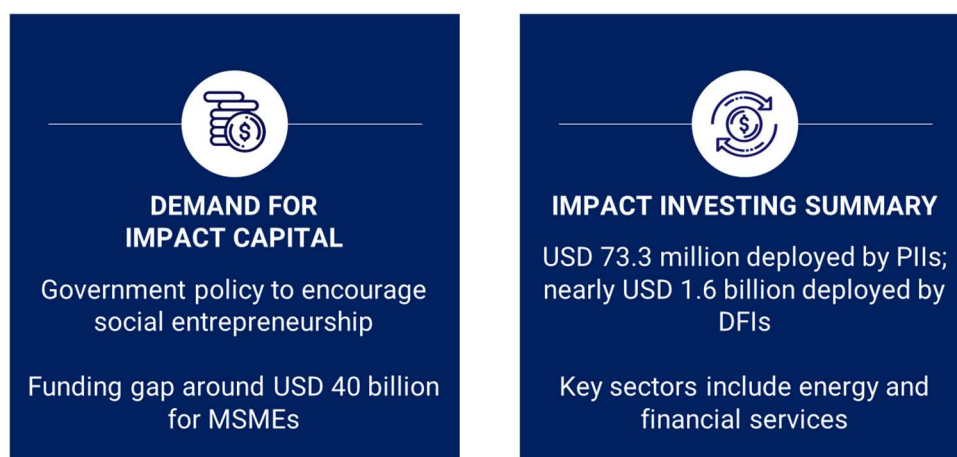 DEMAND FOR
IMPACT CAPITAL
Government policy to encourage
social entrepreneurship
Funding gap around USD 40 billion
for MSMEs
IMPACT INVESTING SUMMARY
USD 73.3 million deployed by PIIs;
nearly USD 1.6 billion deployed by
DFIs
Key sectors include energy and
financial services